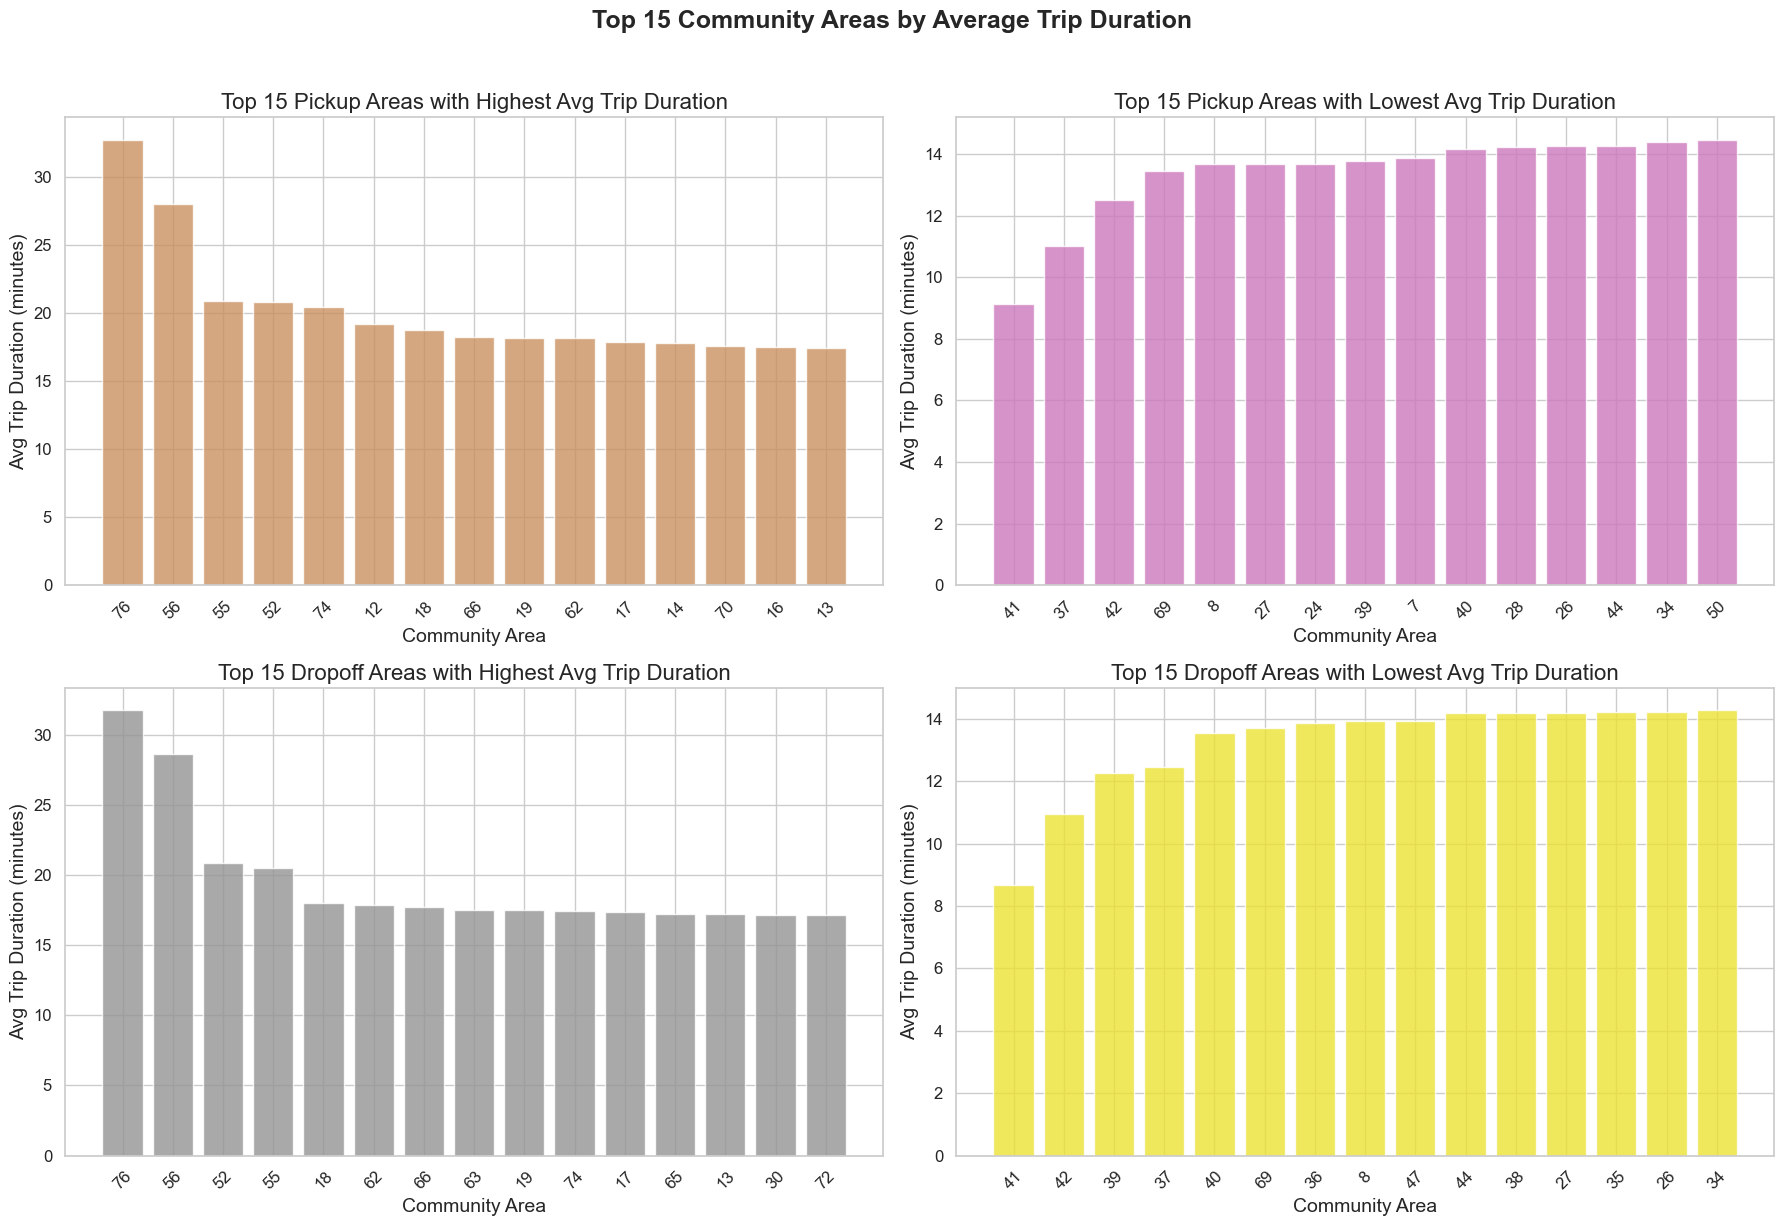 Top 15 Community Areas by Average Trip Duration
Top 15 Pickup Areas with Highest Avg Trip Duration
Avg Trip Duration (minutes)
30
25
20
15
10
5
0
76 56 55 52 74 12 18 66 19 62 17 14 70 16 13
Community Area
Top 15 Pickup Areas with Lowest Avg Trip Duration
Avg Trip Duration (minutes)
14
12
10
8
6
4
2
0
41 37 42 69 8 27 24 39 7 40 28 26 44 34 50
Community Area
Top 15 Dropoff Areas with Highest Avg Trip Duration
Avg Trip Duration (minutes)
30
25
20
15
10
5
0
76 56 52 55 18 62 66 63 19 74 17 65 13 30 72
Community Area
Top 15 Dropoff Areas with Lowest Avg Trip Duration
Avg Trip Duration (minutes)
14
12
10
8
6
4
2
0
41 42 39 37 40 69 36 8 47 44 38 27 35 26 34
Community Area